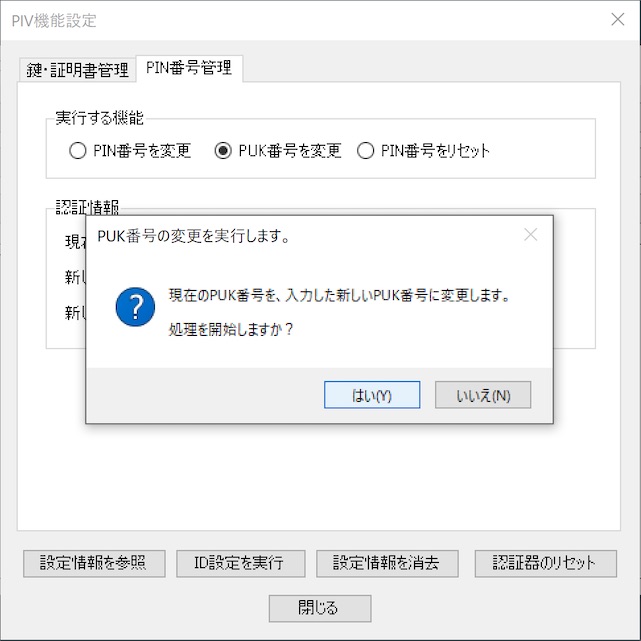 PIV機能設定
鍵・証明書管理
PIN番号管理
実行する機能
PIN番号を変更
PUK番号を変更
PIN番号をリセット
認証情報
現在
新し
新し
PUK番号の変更を実行します。
現在のPUK番号を、入力した新しいPUK番号に変更します。
処理を開始しますか？
はい(Y)
いいえ(N)
設定情報を参照
ID設定を実行
設定情報を消去
認証器のリセット
閉じる